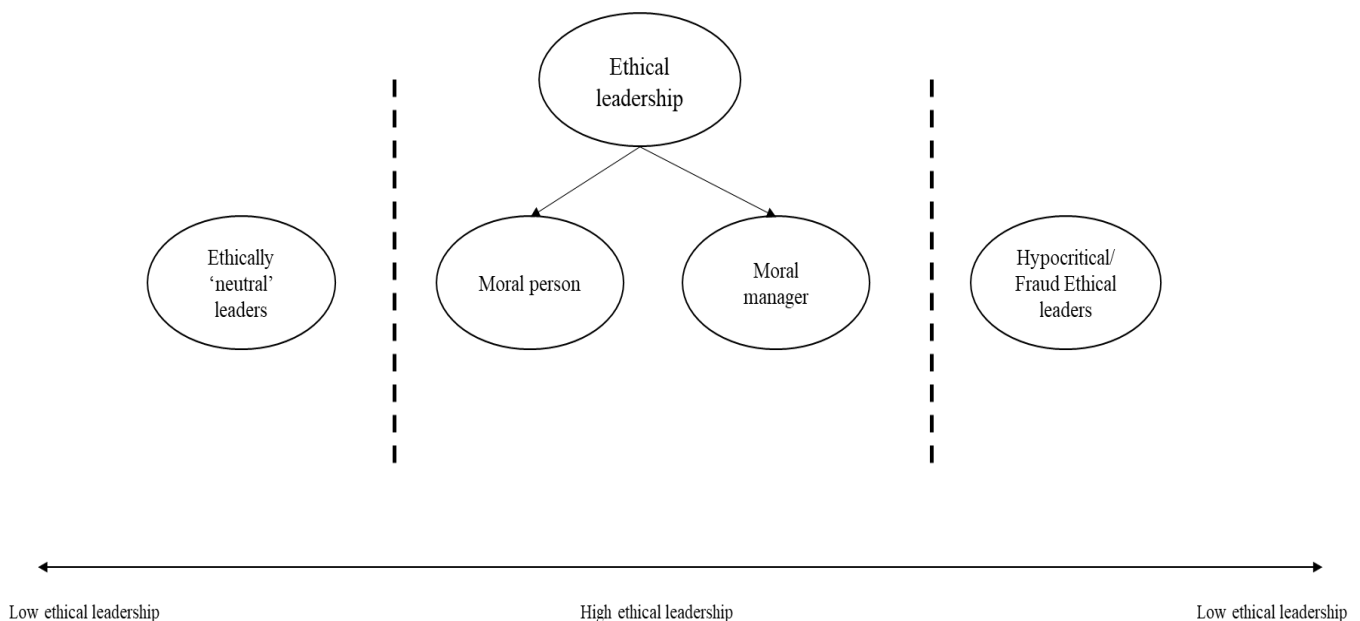 Ethical
leadership
Ethically
‘neutral’
leaders
Moral person
Moral
manager
Hypocritical/
Fraud Ethical
leaders
Low ethical leadership
High ethical leadership
Low ethical leadership